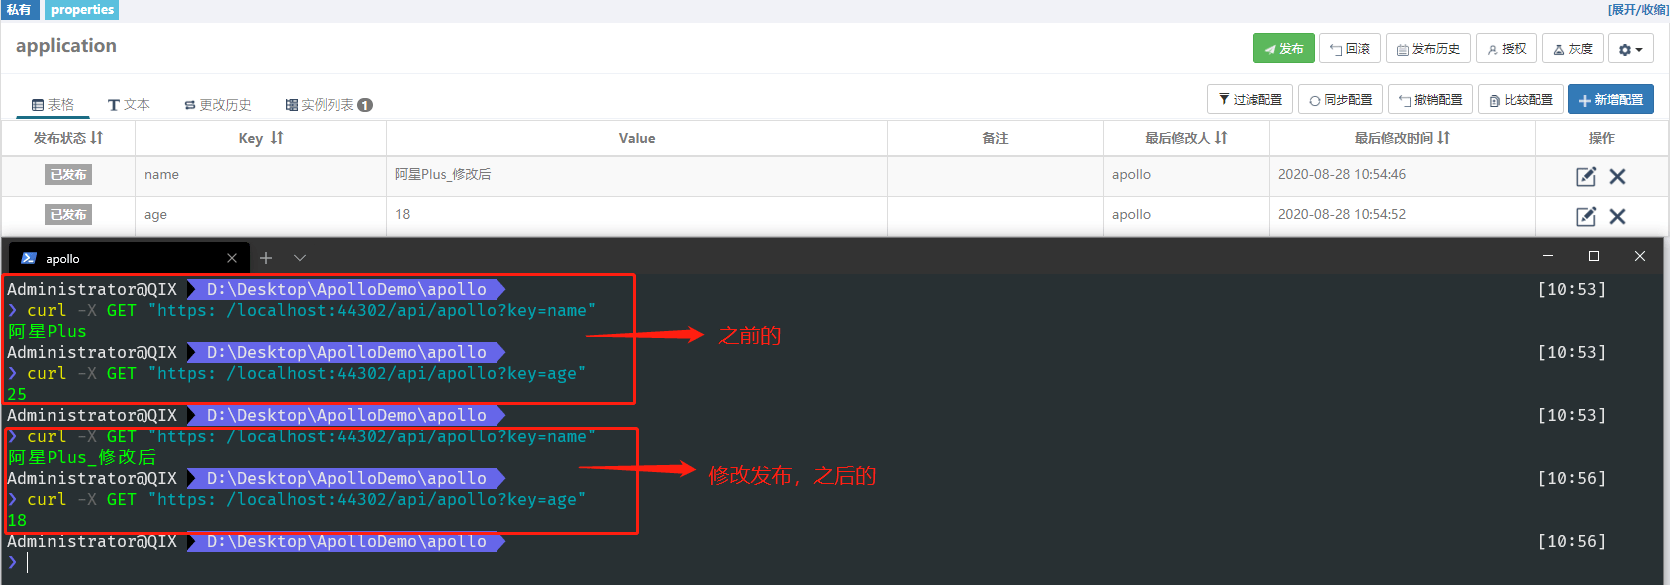 私有 properties [展开/收缩]
application 发布 回滚 发布历史 授权 灰度
表格 文本 更改历史 实例列表 1 过滤配置 同步配置 撤销配置 比较配置 新增配置
发布状态 Key Value 备注 最后修改人 最后修改时间 操作
已发布 name 阿星Plus_修改后 apollo 2020-08-28 10:54:46
已发布 age 18 apollo 2020-08-28 10:54:52
apollo
Administrator@QIX D:\Desktop\ApolloDemo\apollo [10:53]
❯ curl -X GET "https: /localhost:44302/api/apollo?key=name"
阿星Plus 之前的
Administrator@QIX D:\Desktop\ApolloDemo\apollo [10:53]
❯ curl -X GET "https: /localhost:44302/api/apollo?key=age"
25
Administrator@QIX D:\Desktop\ApolloDemo\apollo [10:53]
❯ curl -X GET "https: /localhost:44302/api/apollo?key=name"
阿星Plus_修改后
Administrator@QIX D:\Desktop\ApolloDemo\apollo [10:56]
修改发布，之后的
❯ curl -X GET "https: /localhost:44302/api/apollo?key=age"
18
Administrator@QIX D:\Desktop\ApolloDemo\apollo [10:56]
❯